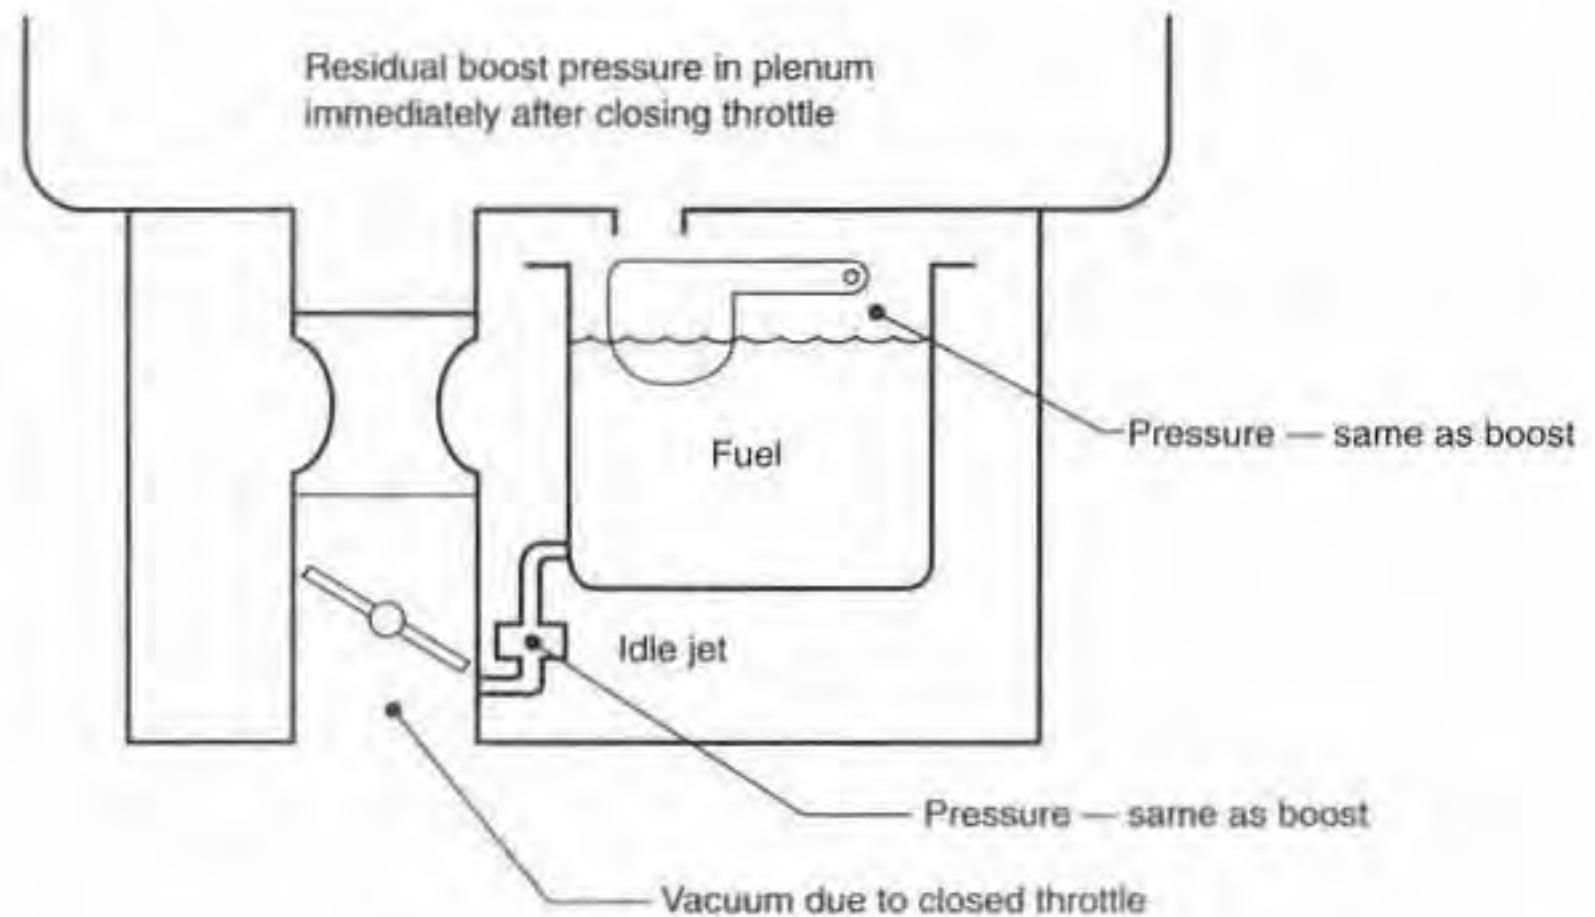 Residual boost pressure in plenum
immediately after closing throttle
Pressure — same as boost
Fuel
Idle jet
Pressure — same as boost
Vacuum due to closed throttle